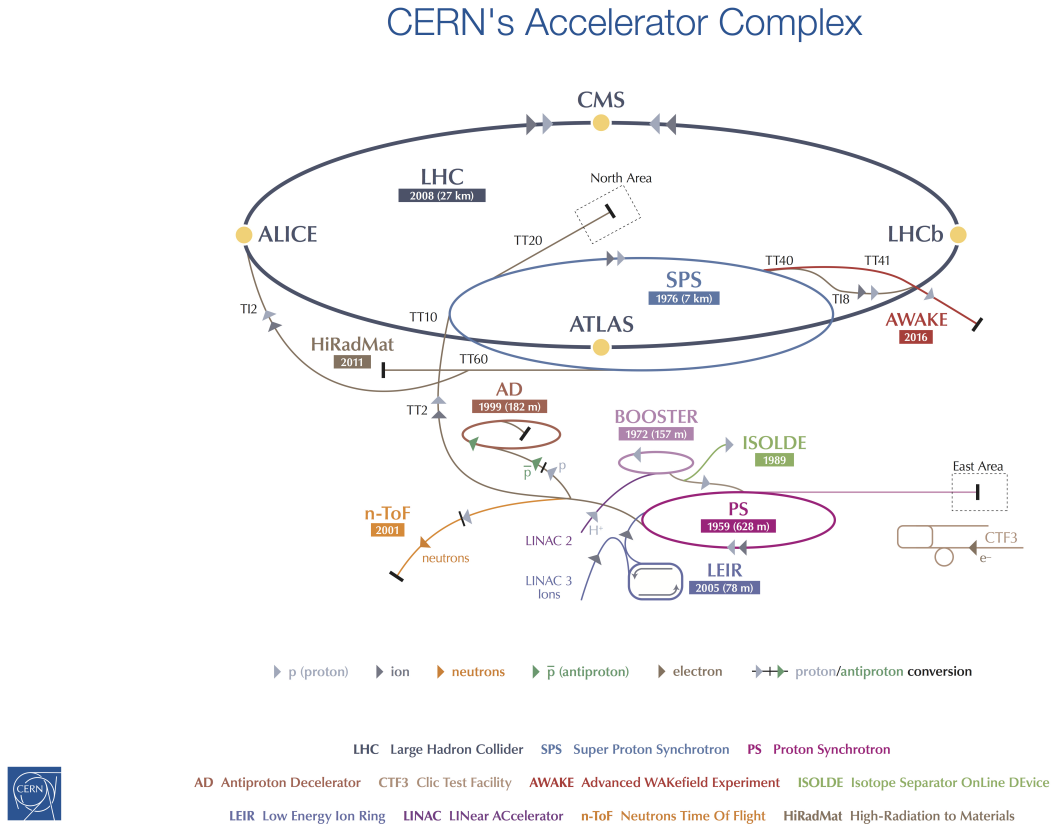 CERN's Accelerator Complex
CMS
LHC
2008 (27 km)
North Area
TT20
ALICE
LHCb
TT40
TT41
SPS
1976 (7 km)
TI2
TT10
TI8
ATLAS
AWAKE
2016
HiRadMat
2011
TT60
AD
1999 (182 m)
TT2
BOOSTER
1972 (157 m)
ISOLDE
1989
p̅
p
East Area
n-ToF
2001
PS
1959 (628 m)
H+
LINAC 2
neutrons
CTF3
e–
LEIR
2005 (78 m)
LINAC 3
Ions
p (proton)
ion
neutrons
p̅ (antiproton)
electron
proton/antiproton conversion
LHC Large Hadron Collider SPS Super Proton Synchrotron PS Proton Synchrotron
AD Antiproton Decelerator CTF3 Clic Test Facility AWAKE Advanced WAKefield Experiment ISOLDE Isotope Separator OnLine DEvice
LEIR Low Energy Ion Ring LINAC LINear ACcelerator n-ToF Neutrons Time Of Flight HiRadMat High-Radiation to Materials
CERN